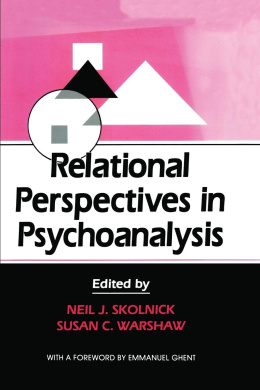 Relational
Perspectives in
Psychoanalysis
Edited by
NEIL J. SKOLNICK
SUSAN C. WARSHAW
WITH A FOREWORD BY EMMANUEL GHENT